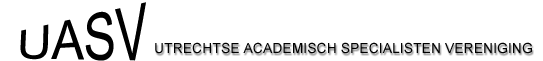 UASV UTRECHTSE ACADEMISCH SPECIALISTEN VERENIGING